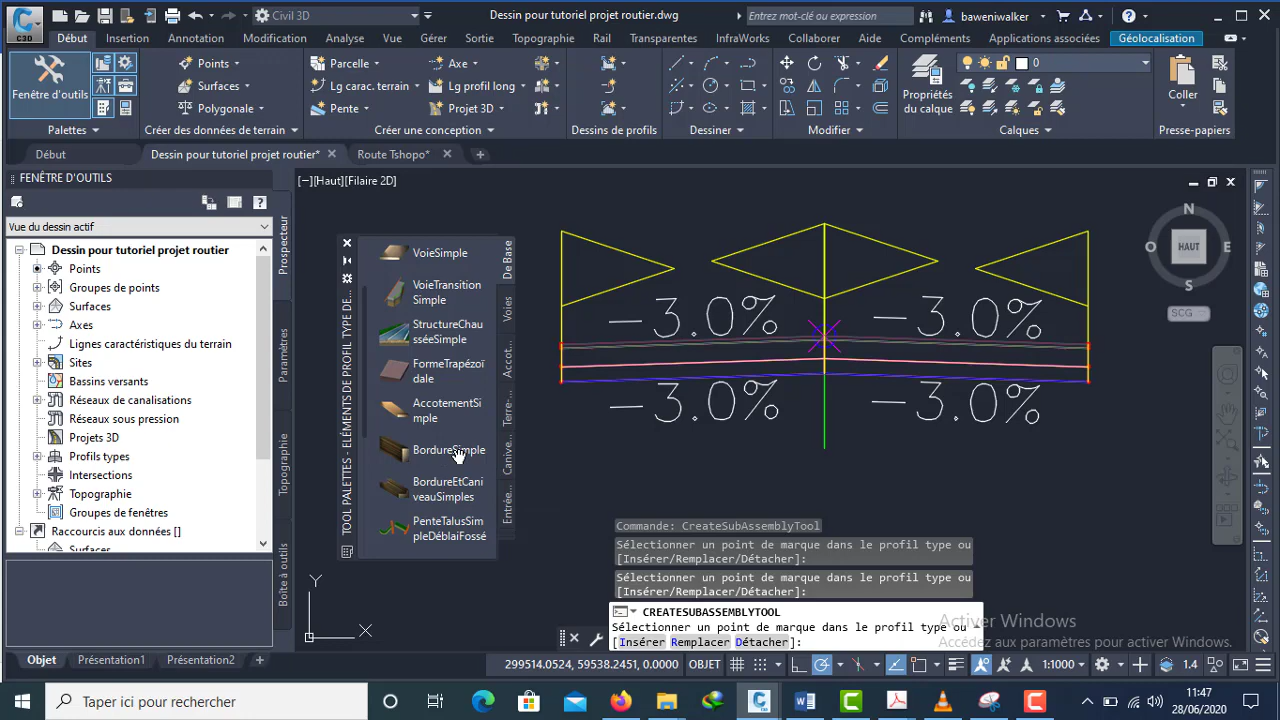 C3D
Civil 3D
Dessin pour tutoriel projet routier.dwg
Entrez mot-clé ou expression
baweniwalker
Début
Insertion
Annotation
Modification
Analyse
Vue
Gérer
Sortie
Topographie
Rail
Transparentes
InfraWorks
Collaborer
Aide
Compléments
Applications associées
Géolocalisation
Fenêtre d'outils
Points
Surfaces
Polygonale
Parcelle
Lg carac. terrain
Pente
Axe
Lg profil long
Projet 3D
Propriétés
du calque
0
Coller
Palettes
Créer des données de terrain
Créer une conception
Dessins de profils
Dessiner
Modifier
Calques
Presse-papiers
Début
Dessin pour tutoriel projet routier*
Route Tshopo*
FENÊTRE D'OUTILS
Vue du dessin actif
Dessin pour tutoriel projet routier
Points
Groupes de points
Surfaces
Axes
Lignes caractéristiques du terrain
Sites
Bassins versants
Réseaux de canalisations
Réseaux sous pression
Projets 3D
Profils types
Intersections
Topographie
Groupes de fenêtres
Raccourcis aux données []
Surfaces
Prospecteur
Paramètres
Topographie
Boîte à outils
[−][Haut][Filaire 2D]
TOOL PALETTES - ELÉMENTS DE PROFIL TYPE DE...
VoieSimple
VoieTransition
Simple
StructureChau
sséeSimple
FormeTrapézoï
dale
AccotementSi
mple
BordureSimple
BordureEtCani
veauSimples
PenteTalusSim
pleDéblaiFossé
De Base
Voies
Accot...
Terre-...
Canive...
Entrée...
−3.0%
−3.0%
−3.0%
−3.0%
N
O
HAUT
E
S
SCG
Y
X
Commande: CreateSubAssemblyTool
Sélectionner un point de marque dans le profil type ou
[Insérer/Remplacer/Détacher]:
Sélectionner un point de marque dans le profil type ou
[Insérer/Remplacer/Détacher]:
CREATESUBASSEMBLYTOOL
Sélectionner un point de marque dans le profil type ou
[Insérer Remplacer Détacher]:
Activer Windows
Accédez aux paramètres pour activer Windows.
Objet
Présentation1
Présentation2
299514.0524, 59538.2451, 0.0000
OBJET
1:1000
1.4
Taper ici pour rechercher
11:47
28/06/2020